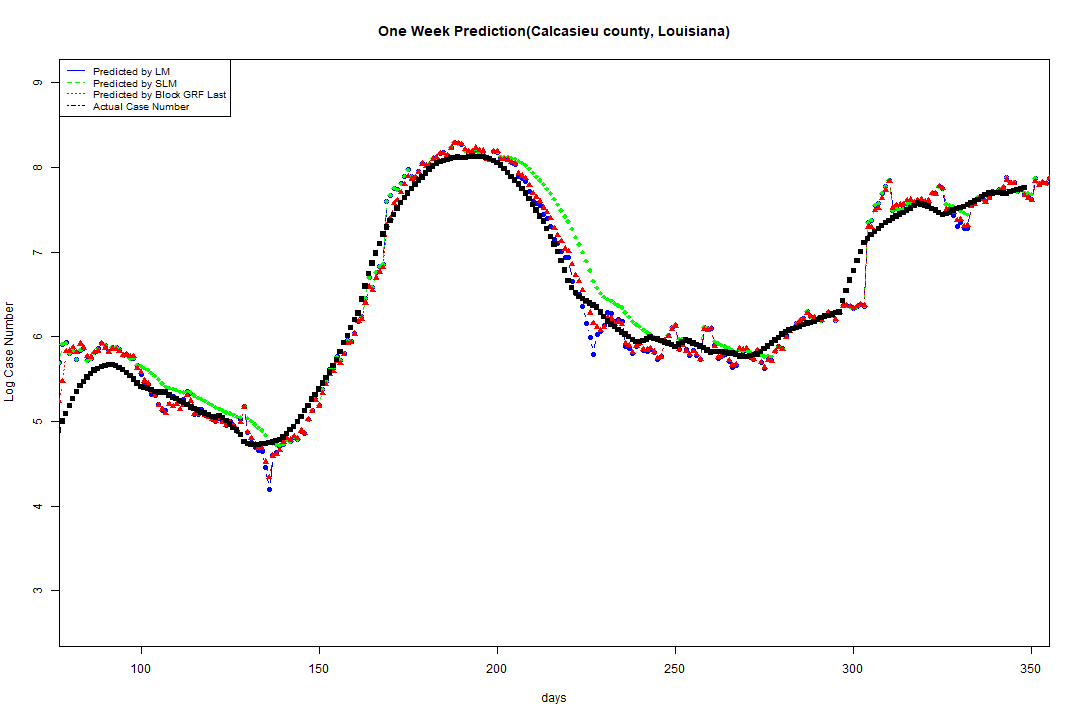 One Week Prediction(Calcasieu county, Louisiana)
Predicted by LM
Predicted by SLM
Predicted by Block GRF Last
Actual Case Number
9
8
7
6
5
4
3
Log Case Number
100 150 200 250 300 350
days